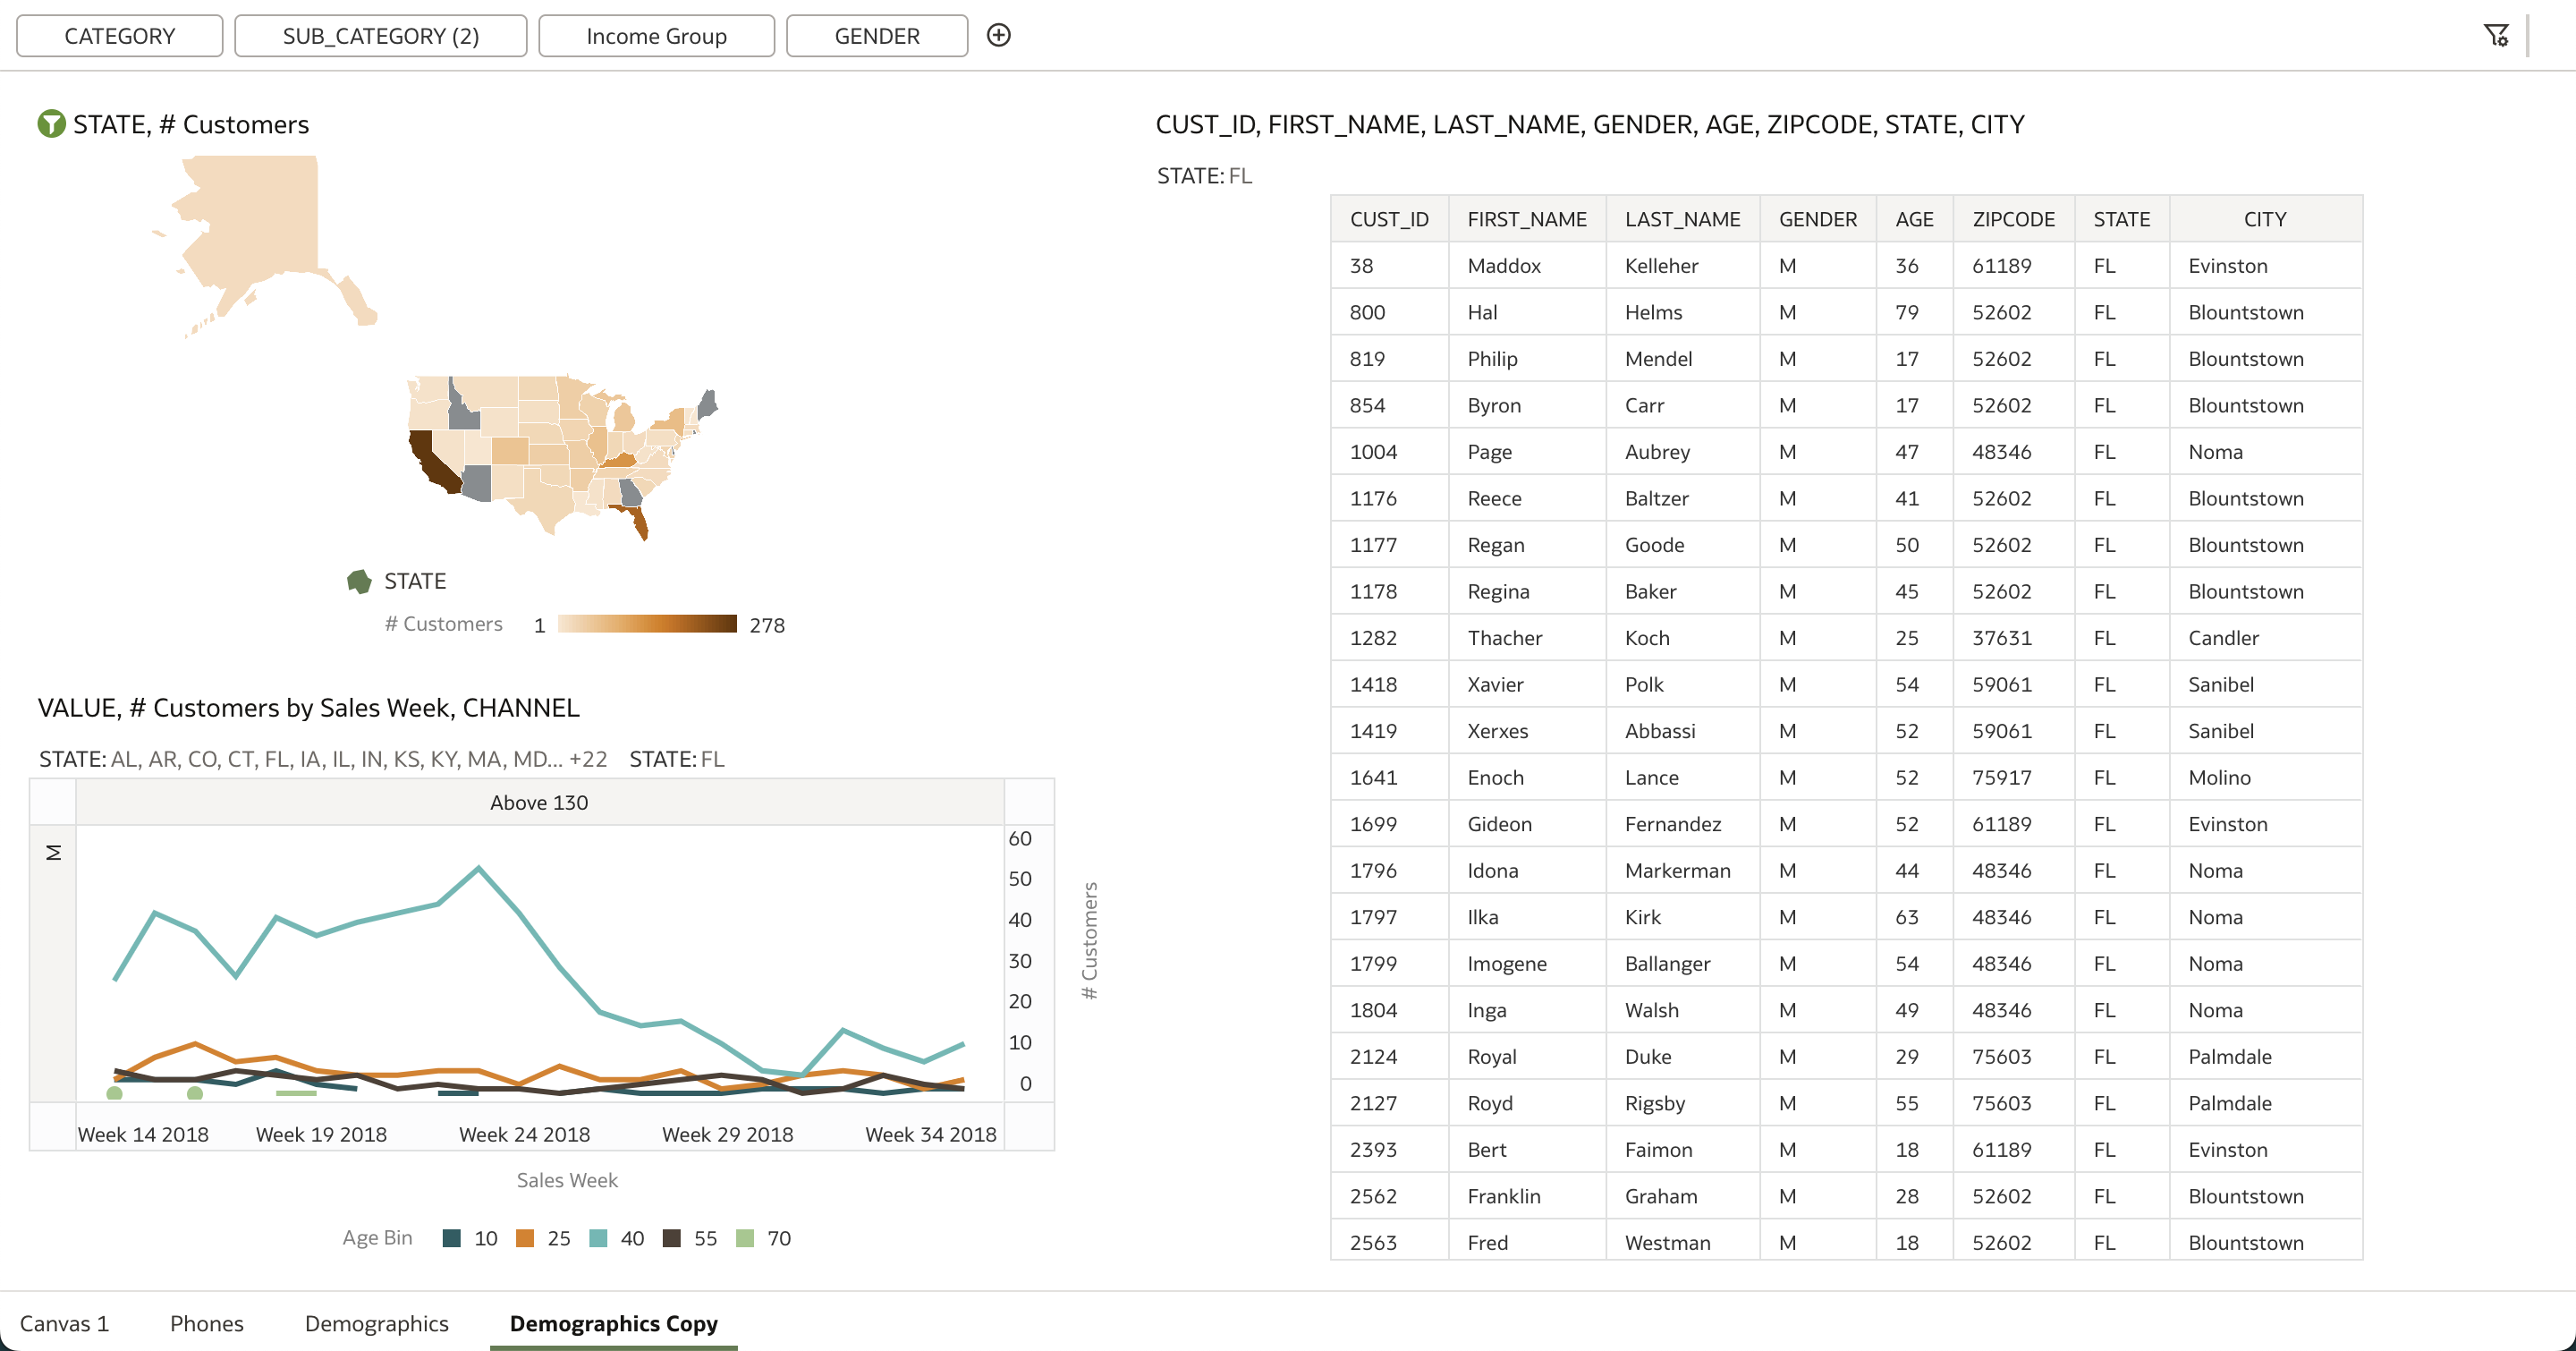 CATEGORY SUB_CATEGORY (2) Income Group GENDER
STATE, # Customers
STATE
# Customers 1 278
VALUE, # Customers by Sales Week, CHANNEL
STATE: AL, AR, CO, CT, FL, IA, IL, IN, KS, KY, MA, MD... +22 STATE: FL
Above 130
M
60
50
40
30
20
10
0
# Customers
Week 14 2018 Week 19 2018 Week 24 2018 Week 29 2018 Week 34 2018
Sales Week
Age Bin 10 25 40 55 70
CUST_ID, FIRST_NAME, LAST_NAME, GENDER, AGE, ZIPCODE, STATE, CITY
STATE: FL
CUST_ID FIRST_NAME LAST_NAME GENDER AGE ZIPCODE STATE CITY
38 Maddox Kelleher M 36 61189 FL Evinston
800 Hal Helms M 79 52602 FL Blountstown
819 Philip Mendel M 17 52602 FL Blountstown
854 Byron Carr M 17 52602 FL Blountstown
1004 Page Aubrey M 47 48346 FL Noma
1176 Reece Baltzer M 41 52602 FL Blountstown
1177 Regan Goode M 50 52602 FL Blountstown
1178 Regina Baker M 45 52602 FL Blountstown
1282 Thacher Koch M 25 37631 FL Candler
1418 Xavier Polk M 54 59061 FL Sanibel
1419 Xerxes Abbassi M 52 59061 FL Sanibel
1641 Enoch Lance M 52 75917 FL Molino
1699 Gideon Fernandez M 52 61189 FL Evinston
1796 Idona Markerman M 44 48346 FL Noma
1797 Ilka Kirk M 63 48346 FL Noma
1799 Imogene Ballanger M 54 48346 FL Noma
1804 Inga Walsh M 49 48346 FL Noma
2124 Royal Duke M 29 75603 FL Palmdale
2127 Royd Rigsby M 55 75603 FL Palmdale
2393 Bert Faimon M 18 61189 FL Evinston
2562 Franklin Graham M 28 52602 FL Blountstown
2563 Fred Westman M 18 52602 FL Blountstown
Canvas 1 Phones Demographics Demographics Copy